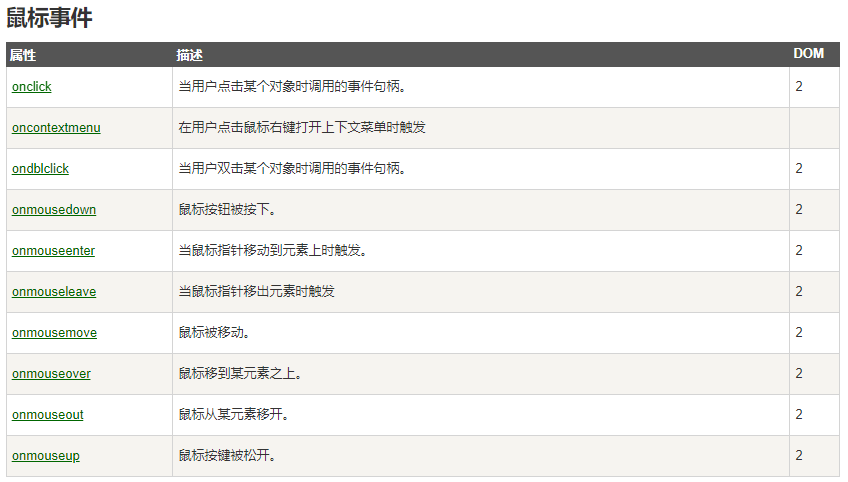 鼠标事件
属性 描述 DOM
onclick 当用户点击某个对象时调用的事件句柄。 2
oncontextmenu 在用户点击鼠标右键打开上下文菜单时触发
ondblclick 当用户双击某个对象时调用的事件句柄。 2
onmousedown 鼠标按钮被按下。 2
onmouseenter 当鼠标指针移动到元素上时触发。 2
onmouseleave 当鼠标指针移出元素时触发 2
onmousemove 鼠标被移动。 2
onmouseover 鼠标移到某元素之上。 2
onmouseout 鼠标从某元素移开。 2
onmouseup 鼠标按键被松开。 2